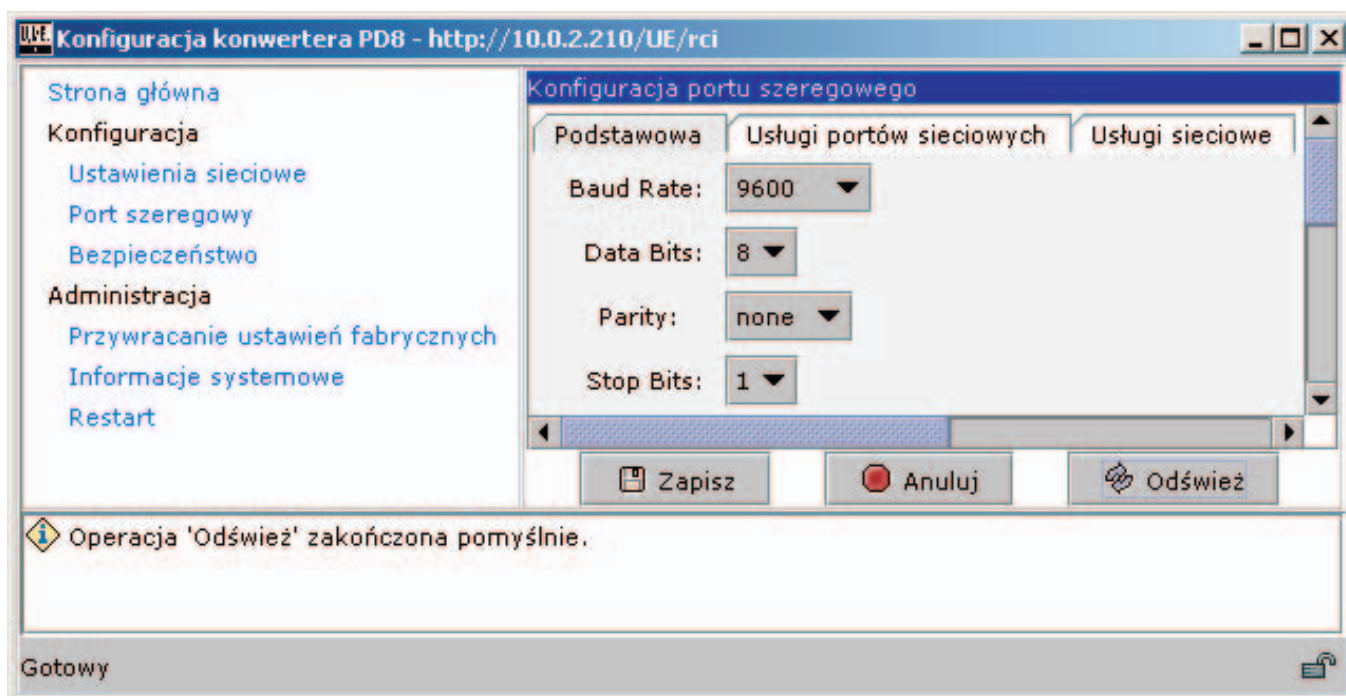 Konfiguracja konwertera PD8 - http://10.0.2.210/UE/rci
Strona główna
Konfiguracja
Ustawienia sieciowe
Port szeregowy
Bezpieczeństwo
Administracja
Przywracanie ustawień fabrycznych
Informacje systemowe
Restart
Konfiguracja portu szeregowego
Podstawowa Usługi portów sieciowych Usługi sieciowe
Baud Rate: 9600
Data Bits: 8
Parity: none
Stop Bits: 1
Zapisz Anuluj Odśwież
Operacja 'Odśwież' zakończona pomyślnie.
Gotowy